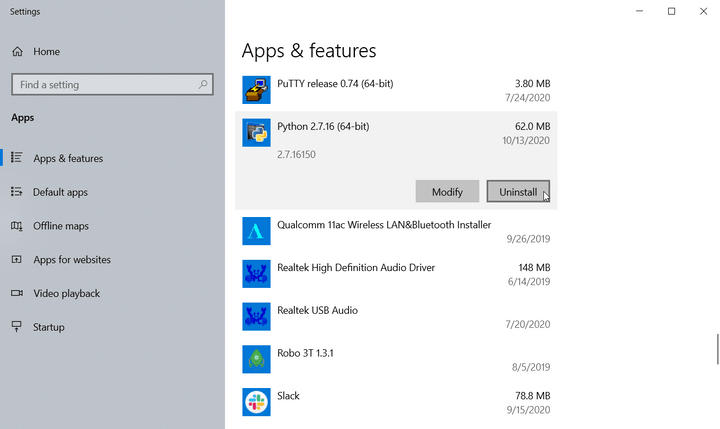 Settings
Home
Find a setting
Apps
Apps & features
Default apps
Offline maps
Apps for websites
Video playback
Startup
Apps & features
PuTTY release 0.74 (64-bit) 3.80 MB
7/24/2020
Python 2.7.16 (64-bit) 62.0 MB
10/13/2020
2.7.16150
Modify Uninstall
Qualcomm 11ac Wireless LAN&Bluetooth Installer
9/26/2019
Realtek High Definition Audio Driver 148 MB
6/14/2019
Realtek USB Audio
7/20/2020
Robo 3T 1.3.1
8/5/2019
Slack 78.8 MB
9/15/2020